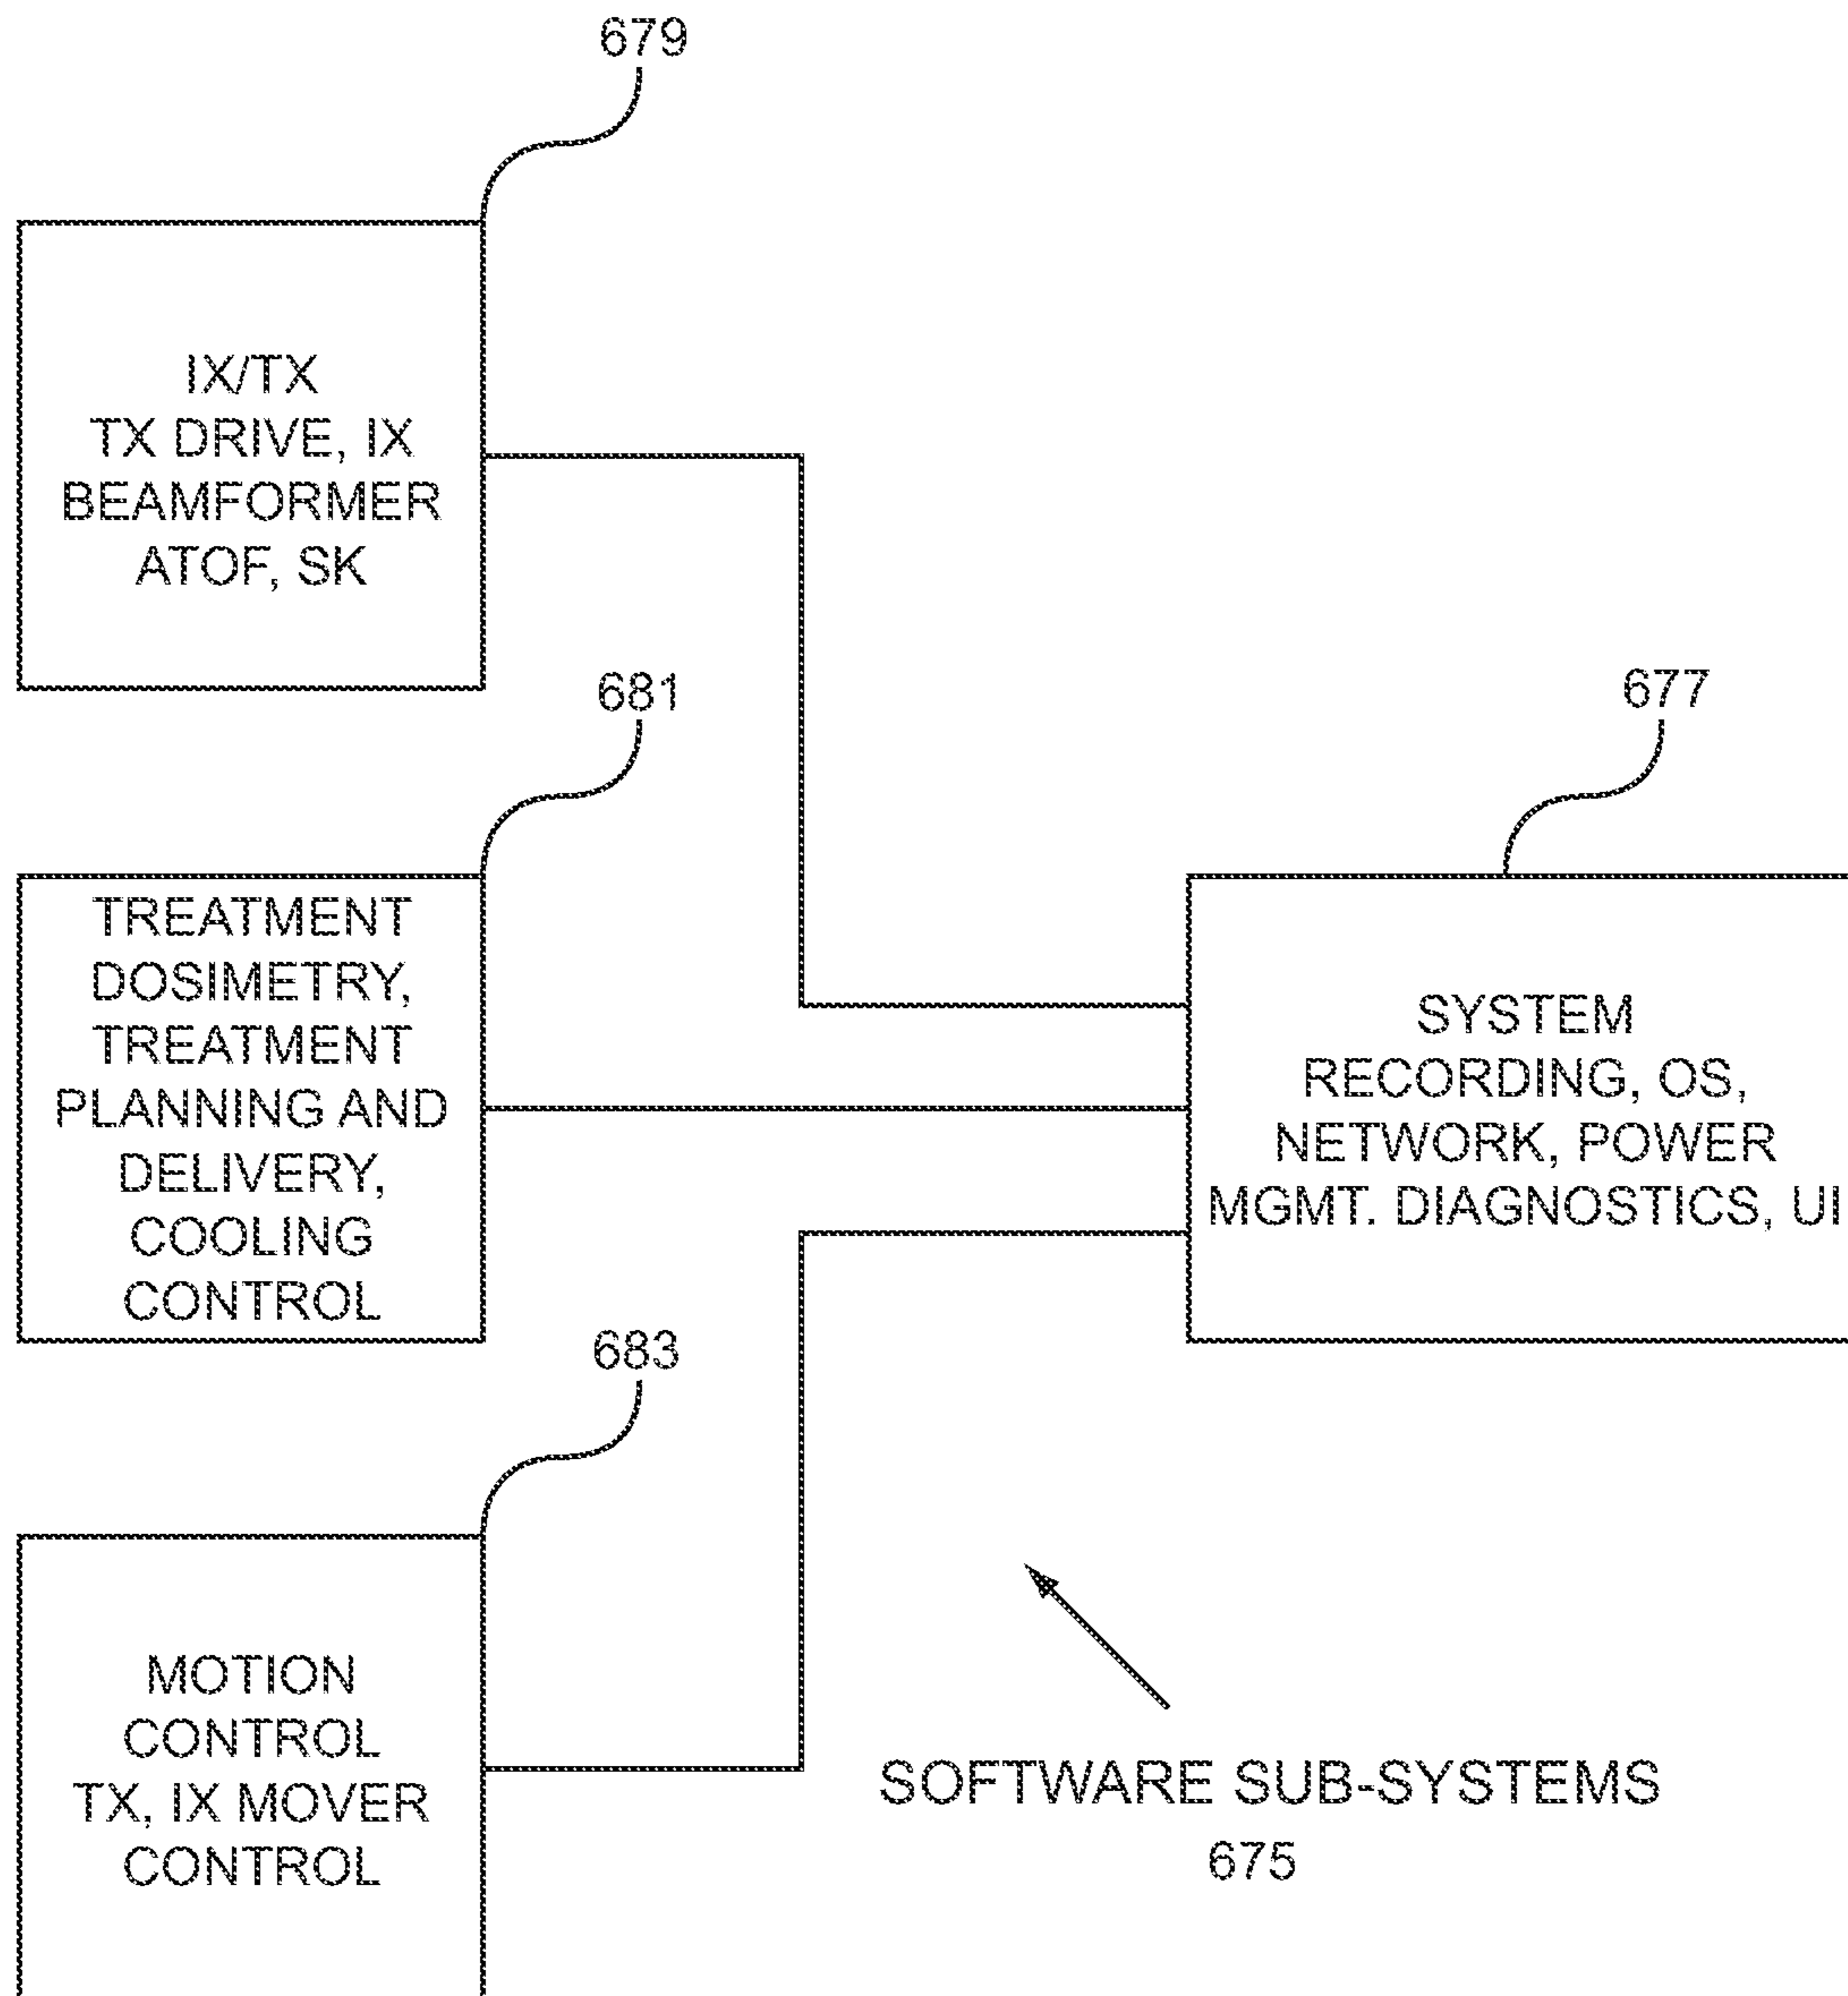 679
IX/TX
TX DRIVE, IX
BEAMFORMER
ATOF, SK
681
TREATMENT
DOSIMETRY,
TREATMENT
PLANNING AND
DELIVERY,
COOLING
CONTROL
677
SYSTEM
RECORDING, OS,
NETWORK, POWER
MGMT. DIAGNOSTICS, UI
683
MOTION
CONTROL
TX, IX MOVER
CONTROL
SOFTWARE SUB-SYSTEMS
675